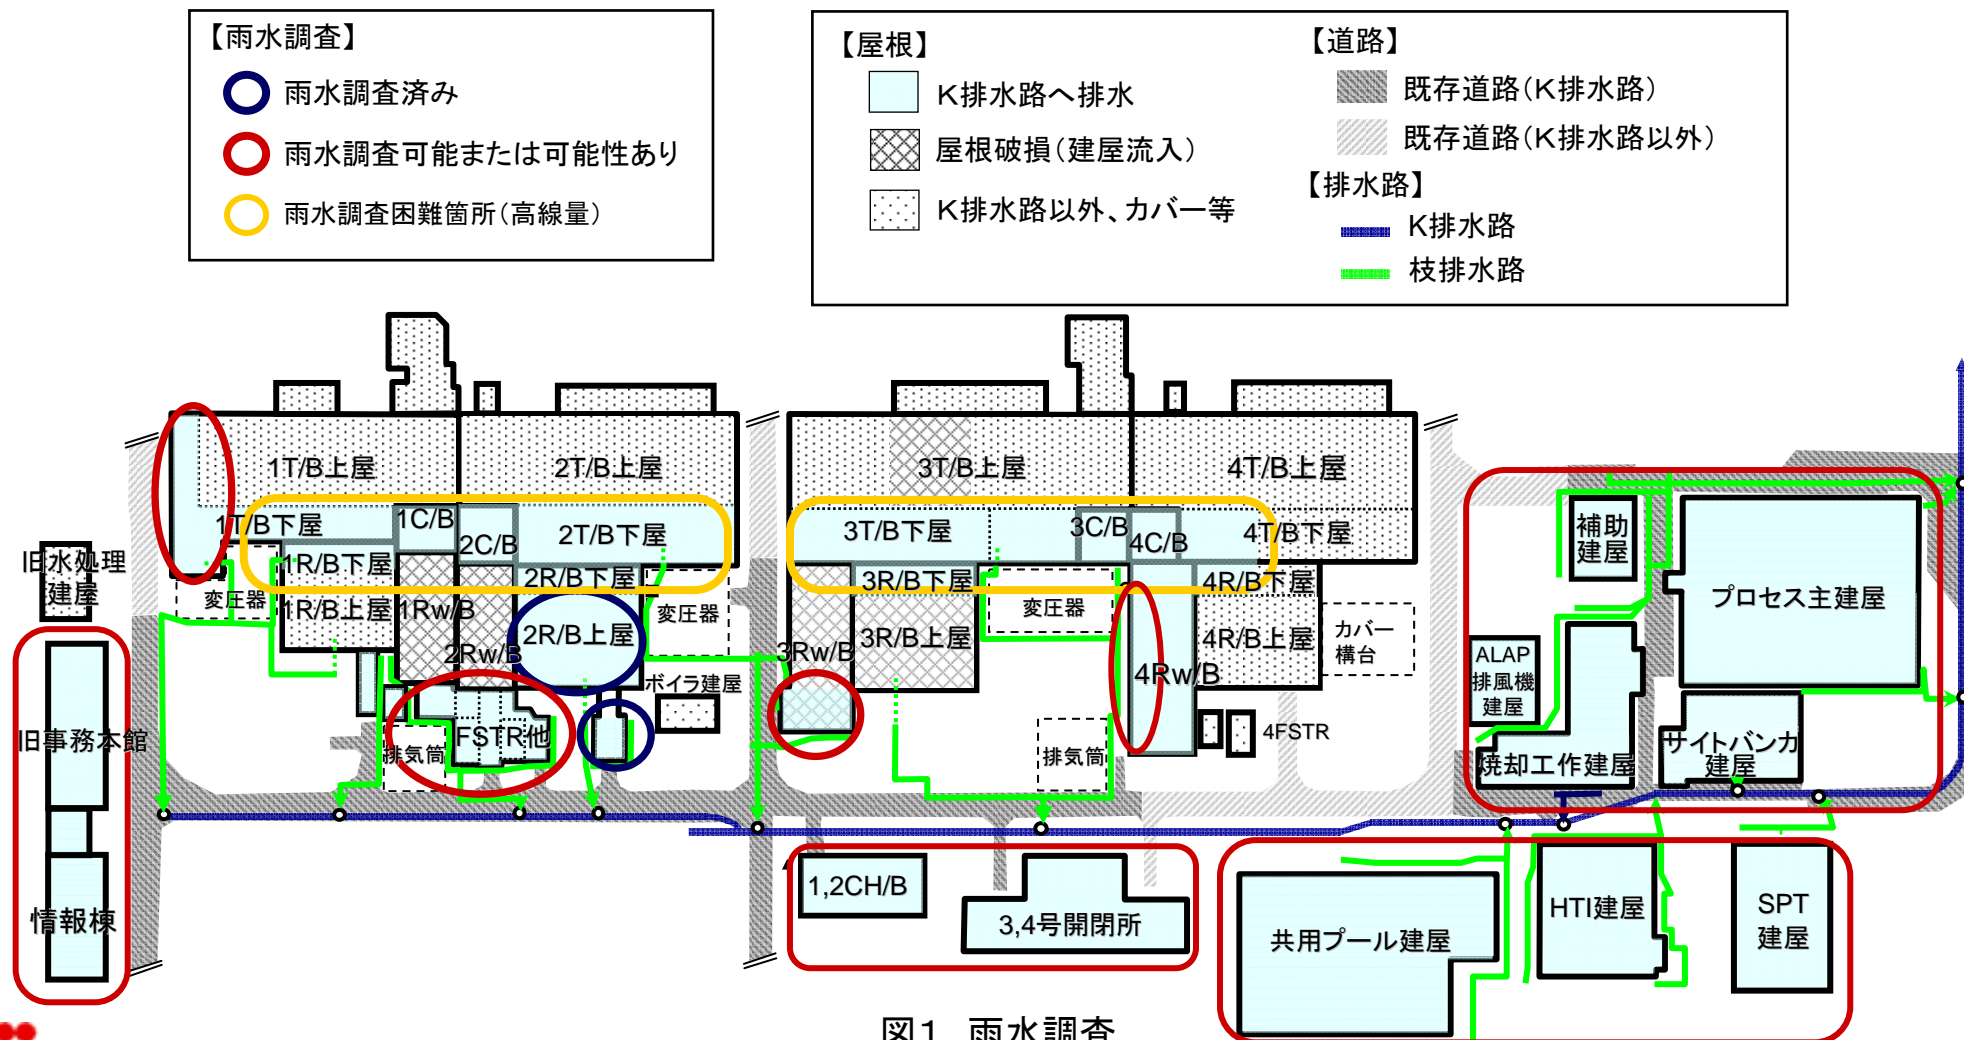 【雨水調査】
雨水調査済み
雨水調査可能または可能性あり
雨水調査困難箇所(高線量)
【屋根】
K排水路へ排水
屋根破損(建屋流入)
K排水路以外、カバー等
【道路】
既存道路(K排水路)
既存道路(K排水路以外)
【排水路】
K排水路
枝排水路
1T/B上屋
2T/B上屋
3T/B上屋
4T/B上屋
1T/B下屋
1C/B
2C/B
2T/B下屋
3T/B下屋
3C/B
4C/B
4T/B下屋
旧水処理
建屋
変圧器
1R/B下屋
1R/B上屋
1Rw/B
2Rw/B
2R/B下屋
2R/B上屋
変圧器
3Rw/B
3R/B下屋
3R/B上屋
変圧器
4Rw/B
4R/B下屋
4R/B上屋
カバー
構台
補助
建屋
プロセス主建屋
ALAP
排風機
建屋
焼却工作建屋
サイトバンカ
建屋
旧事務本館
排気筒
FSTR他
ボイラ建屋
排気筒
4FSTR
情報棟
1,2CH/B
3,4号開閉所
共用プール建屋
HTI建屋
SPT
建屋
図1 雨水調査